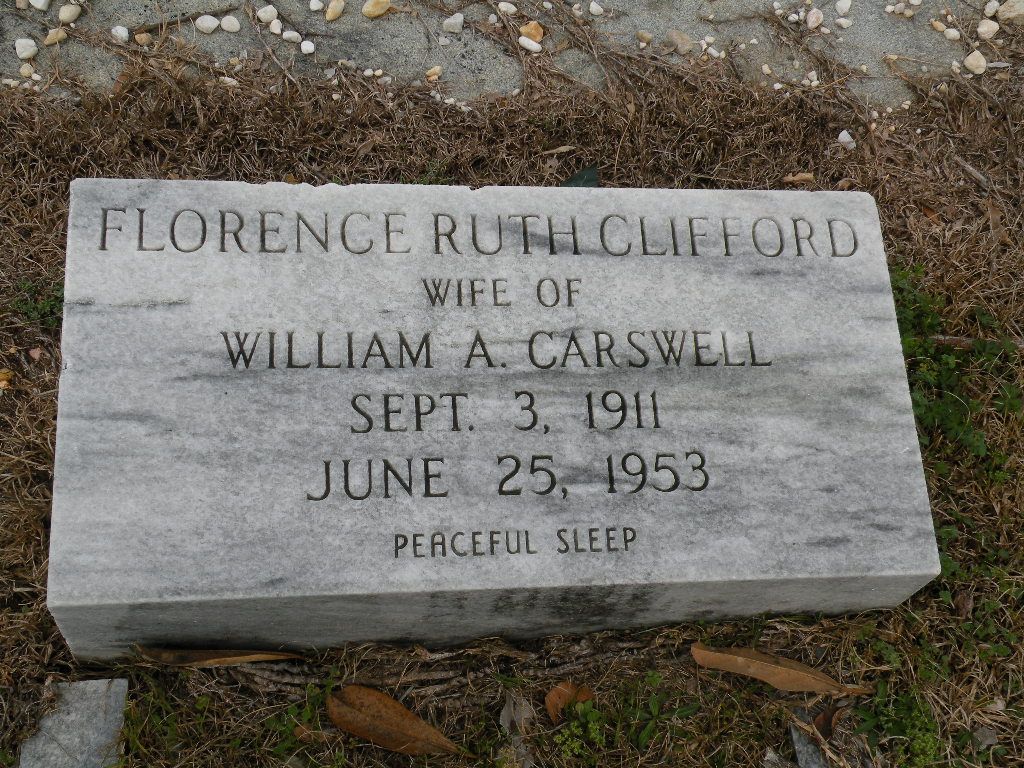 FLORENCE RUTH CLIFFORD
WIFE OF
WILLIAM A. CARSWELL
SEPT. 3, 1911
JUNE 25, 1953
PEACEFUL SLEEP